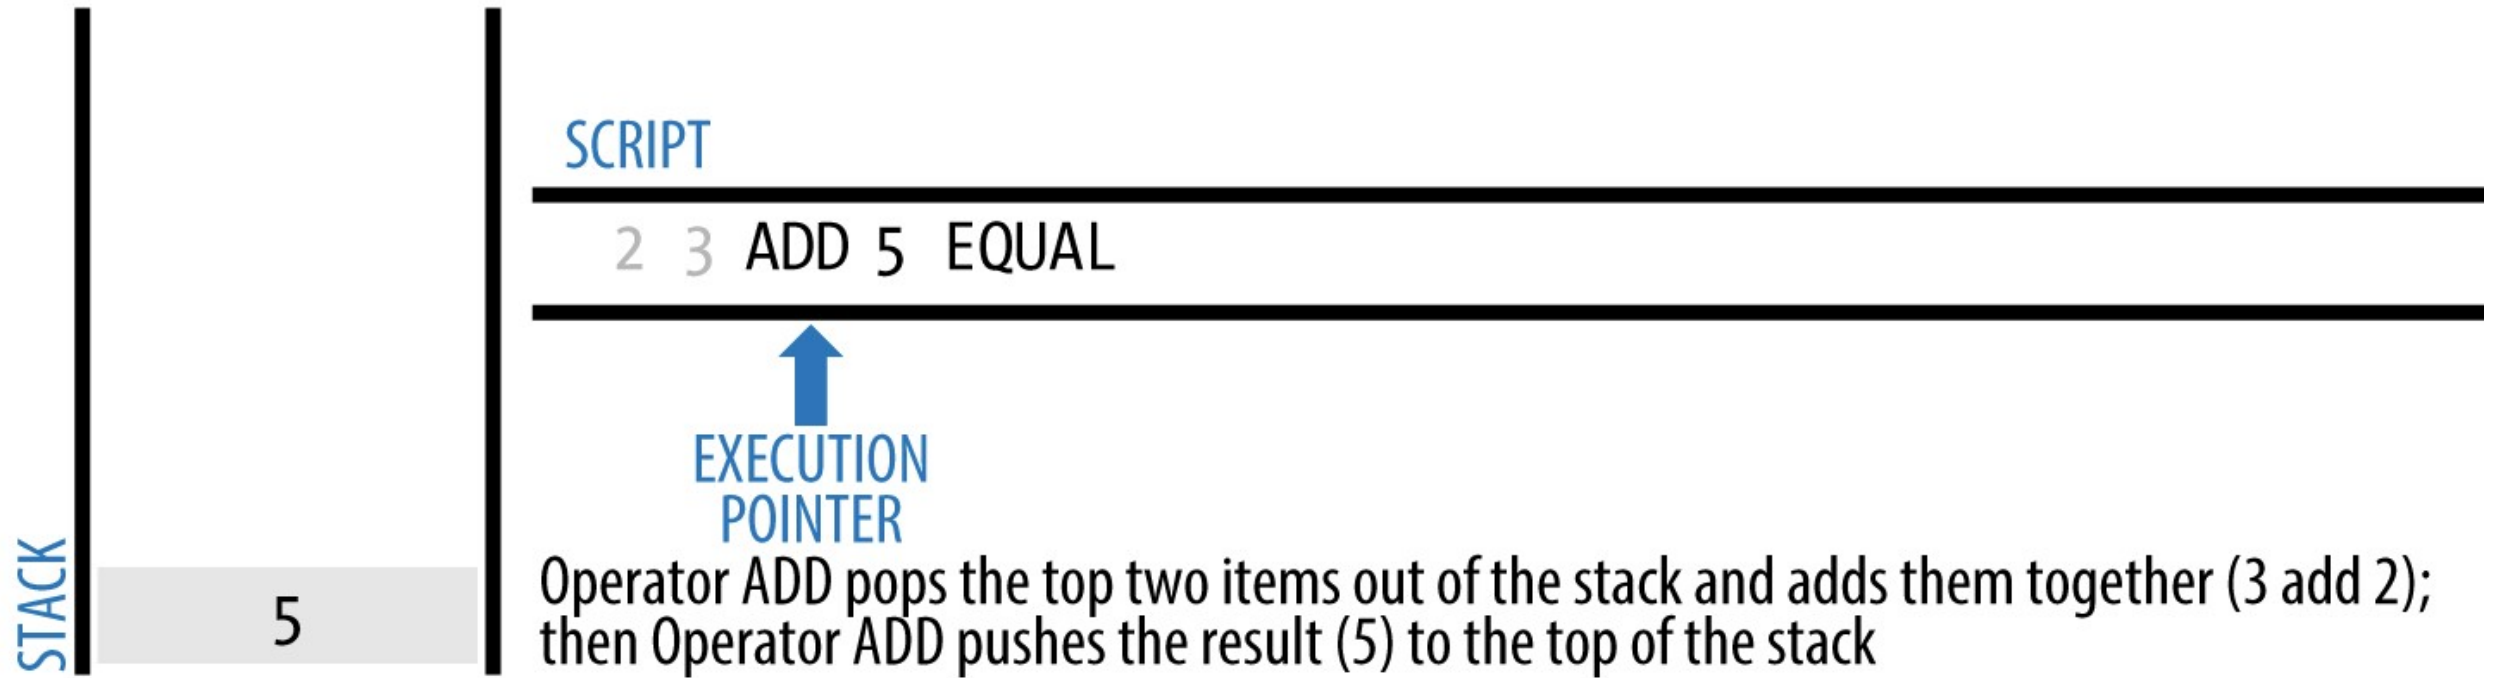 SCRIPT
2 3 ADD 5 EQUAL
EXECUTION
POINTER
STACK
5
Operator ADD pops the top two items out of the stack and adds them together (3 add 2);
then Operator ADD pushes the result (5) to the top of the stack